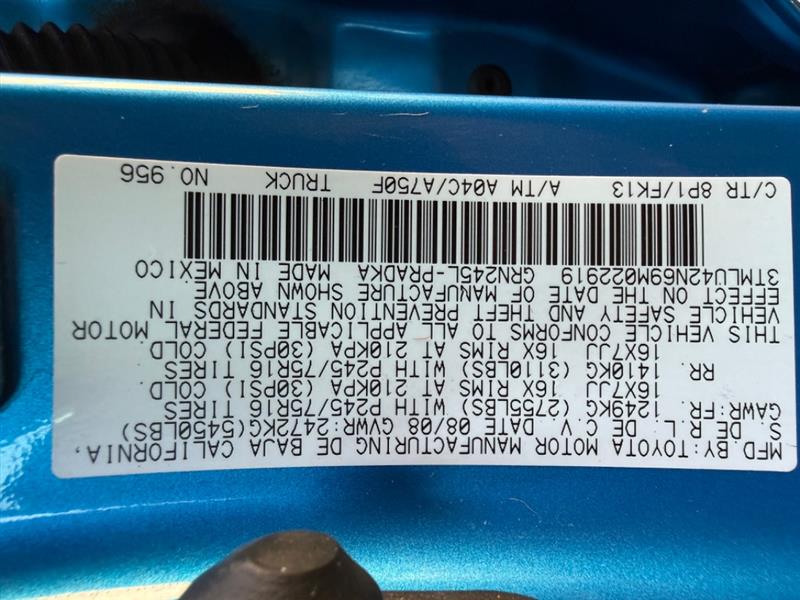 MFD.BY:TOYOTA MOTOR MANUFACTURING DE BAJA CALIFORNIA,
S. DE R.L. DE C.V. DATE 08/08 GVWR:2472KG(5450LBS)
GAWR:FR. 1249KG (2755LBS) WITH P245/75R16 TIRES
16X7JJ 16X RIMS AT 210KPA (30PSI) COLD.
RR. 1410KG (3110LBS) WITH P245/75R16 TIRES
16X7JJ 16X RIMS AT 210KPA (30PSI) COLD
THIS VEHICLE CONFORMS TO ALL APPLICABLE FEDERAL MOTOR
VEHICLE SAFETY AND THEFT PREVENTION STANDARDS IN
EFFECT ON THE DATE OF MANUFACTURE SHOWN ABOVE
3TMLU42N69M022919 GRN245L-PRADKA MADE IN MEXICO
C/TR 8P1/FK13 A/TM A04C/A750F TRUCK NO.956